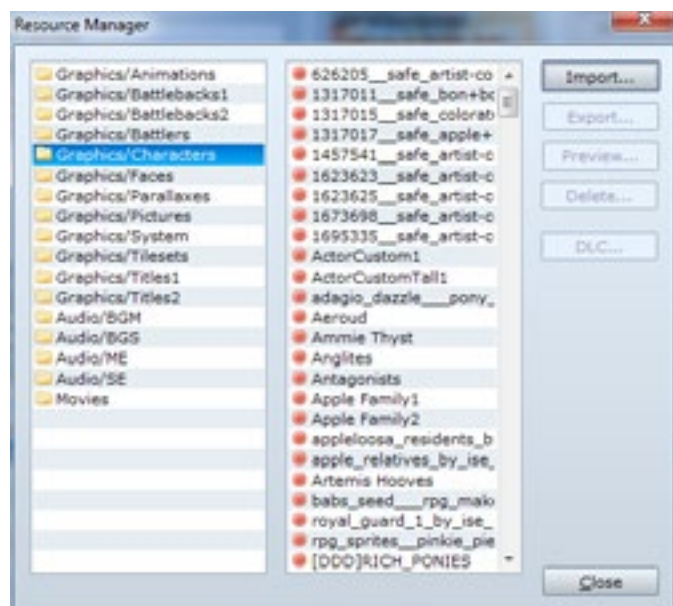 Resource Manager
Graphics/Animations
Graphics/Battlebacks1
Graphics/Battlebacks2
Graphics/Battlers
Graphics/Characters
Graphics/Faces
Graphics/Parallaxes
Graphics/Pictures
Graphics/System
Graphics/Tilesets
Graphics/Titles1
Graphics/Titles2
Audio/BGM
Audio/BGS
Audio/ME
Audio/SE
Movies
626205__safe_artist-co
1317011__safe_bon+bo
1317015__safe_colorat
1317017__safe_apple+
1457541__safe_artist-c
1623623__safe_artist-c
1623625__safe_artist-c
1673698__safe_artist-c
1695335__safe_artist-c
ActorCustom1
ActorCustomTall1
adagio_dazzle___pony_
Aeroud
Ammie Thyst
Anglites
Antagonists
Apple Family1
Apple Family2
appleloosa_residents_b
apple_relatives_by_ise_
Artemis Hooves
babs_seed___rpg_make
royal_guard_1_by_ise_
rpg_sprites__pinkie_pie
[DDD]RICH_PONIES
Import...
Export...
Preview...
Delete...
DLC...
Close